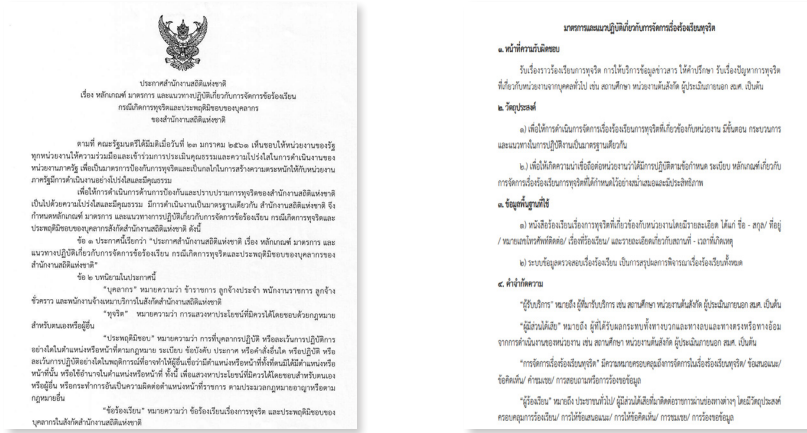 ประกาศสำนักงานสถิติแห่งชาติ
เรื่อง หลักเกณฑ์ มาตรการ และแนวทางปฏิบัติเกี่ยวกับการจัดการข้อร้องเรียน
กรณีเกิดการทุจริตและประพฤติมิชอบของบุคลากร
ของสำนักงานสถิติแห่งชาติ
ตามที่ คณะรัฐมนตรีได้มีมติเมื่อวันที่ ๒๓ มกราคม ๒๕๖๑ เห็นชอบให้หน่วยงานของรัฐ
ทุกหน่วยงานให้ความร่วมมือและเข้าร่วมการประเมินคุณธรรมและความโปร่งใสในการดำเนินงานของ
หน่วยงานภาครัฐ เพื่อเป็นมาตรการป้องกันการทุจริตและเป็นกลไกในการสร้างความตระหนักให้กับหน่วยงาน
ภาครัฐมีการดำเนินงานอย่างโปร่งใสและมีคุณธรรม
เพื่อให้การดำเนินการด้านการป้องกันและปราบปรามการทุจริตของสำนักงานสถิติแห่งชาติ
เป็นไปด้วยความโปร่งใสและมีคุณธรรม มีการดำเนินงานเป็นมาตรฐานเดียวกัน สำนักงานสถิติแห่งชาติ จึง
กำหนดหลักเกณฑ์ มาตรการ และแนวทางการปฏิบัติเกี่ยวกับการจัดการข้อร้องเรียน กรณีเกิดการทุจริตและ
ประพฤติมิชอบของบุคลากรสังกัดสำนักงานสถิติแห่งชาติ ดังนี้
ข้อ ๑ ประกาศนี้เรียกว่า "ประกาศสำนักงานสถิติแห่งชาติ เรื่อง หลักเกณฑ์ มาตรการ และ
แนวทางปฏิบัติเกี่ยวกับการจัดการข้อร้องเรียน กรณีเกิดการทุจริตและประพฤติมิชอบของบุคลากรของ
สำนักงานสถิติแห่งชาติ"
ข้อ ๒ บทนิยามในประกาศนี้
"บุคลากร" หมายความว่า ข้าราชการ ลูกจ้างประจำ พนักงานราชการ ลูกจ้าง
ชั่วคราว และพนักงานจ้างเหมาบริการในสังกัดสำนักงานสถิติแห่งชาติ
"ทุจริต" หมายความว่า การแสวงหาประโยชน์ที่มิควรได้โดยชอบด้วยกฎหมาย
สำหรับตนเองหรือผู้อื่น
"ประพฤติมิชอบ" หมายความว่า การที่บุคลากรปฏิบัติ หรือละเว้นการปฏิบัติการ
อย่างใดในตำแหน่งหรือหน้าที่ตามกฎหมาย ระเบียบ ข้อบังคับ ประกาศ หรือคำสั่งอื่นใด หรือปฏิบัติ หรือ
ละเว้นการปฏิบัติอย่างใดในพฤติการณ์ที่อาจทำให้ผู้อื่นเชื่อว่ามีตำแหน่งหรือหน้าที่ทั้งที่ตนมิได้มีตำแหน่งหรือ
หน้าที่นั้น หรือใช้อำนาจในตำแหน่งหรือหน้าที่ ทั้งนี้ เพื่อแสวงหาประโยชน์ที่มิควรได้โดยชอบสำหรับตนเอง
หรือผู้อื่น หรือกระทำการอันเป็นความผิดต่อตำแหน่งหน้าที่ราชการ ตามประมวลกฎหมายอาญาหรือตาม
กฎหมายอื่น
"ข้อร้องเรียน" หมายความว่า ข้อร้องเรียนเรื่องการทุจริต และประพฤติมิชอบของ
บุคลากรในสังกัดสำนักงานสถิติแห่งชาติ
มาตรการและแนวปฏิบัติเกี่ยวกับการจัดการเรื่องร้องเรียนทุจริต
๑. หน้าที่ความรับผิดชอบ
รับเรื่องราวร้องเรียนการทุจริต การให้บริการข้อมูลข่าวสาร ให้คำปรึกษา รับเรื่องปัญหาการทุจริต
ที่เกี่ยวกับหน่วยงานจากบุคคลทั่วไป เช่น สถานศึกษา หน่วยงานต้นสังกัด ผู้ประเมินภายนอก สมศ. เป็นต้น
๒. วัตถุประสงค์
๑) เพื่อให้การดำเนินการจัดการเรื่องร้องเรียนการทุจริตที่เกี่ยวข้องกับหน่วยงาน มีขั้นตอน กระบวนการ
และแนวทางในการปฏิบัติงานเป็นมาตรฐานเดียวกัน
๒.) เพื่อให้เกิดความน่าเชื่อถือต่อหน่วยงานว่าได้มีการปฏิบัติตามข้อกำหนด ระเบียบ หลักเกณฑ์เกี่ยวกับ
การจัดการเรื่องร้องเรียนการทุจริตที่ได้กำหนดไว้อย่างสม่ำเสมอและมีประสิทธิภาพ
๓. ข้อมูลพื้นฐานที่ใช้
๑) หนังสือร้องเรียนเรื่องการทุจริตที่เกี่ยวข้องกับหน่วยงานโดยมีรายละเอียด ได้แก่ ชื่อ - สกุล/ ที่อยู่
/ หมายเลขโทรศัพท์ติดต่อ/ เรื่องที่ร้องเรียน/ และรายละเอียดเกี่ยวกับสถานที่ - เวลาที่เกิดเหตุ
๒) ระบบข้อมูลตรวจสอบเรื่องร้องเรียน เป็นการสรุปผลการพิจารณาเรื่องร้องเรียนทั้งหมด
๔. คำจำกัดความ
"ผู้รับบริการ" หมายถึง ผู้ที่มารับบริการ เช่น สถานศึกษา หน่วยงานต้นสังกัด ผู้ประเมินภายนอก สมศ. เป็นต้น
"ผู้มีส่วนได้เสีย" หมายถึง ผู้ที่ได้รับผลกระทบทั้งทางบวกและทางลบและทางตรงหรือทางอ้อม
จากการดำเนินงานของหน่วยงาน เช่น สถานศึกษา หน่วยงานต้นสังกัด ผู้ประเมินภายนอก สมศ. เป็นต้น
"การจัดการเรื่องร้องเรียนทุจริต" มีความหมายครอบคลุมถึงการจัดการในเรื่องร้องเรียนทุจริต/ ข้อเสนอแนะ/
ข้อคิดเห็น/ คำชมเชย/ การสอบถามหรือการร้องขอข้อมูล
"ผู้ร้องเรียน" หมายถึง ประชาชนทั่วไป/ ผู้มีส่วนได้เสียที่มาติดต่อราชการผ่านช่องทางต่างๆ โดยมีวัตถุประสงค์
ครอบคลุมการร้องเรียน/ การให้ข้อเสนอแนะ/ การให้ข้อคิดเห็น/ การชมเชย/ การร้องขอข้อมูล